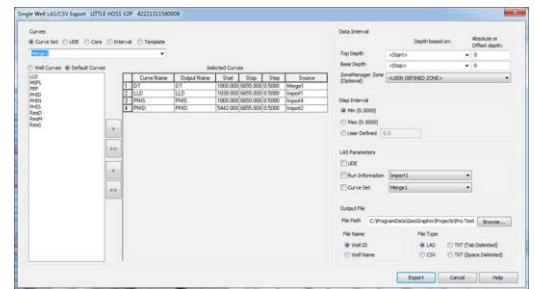 Single Well LAS/CSV Export LITTLE HOSS V2P 42221311580009
Curves
Curve Set UDE Core Interval Template
Merge1
Well Curves Default Curves
LLD
MSFL
PEF
PHID
PHIN
PHIS
ResD
ResM
ResS
>
>>
<
<<
Selected Curves
Curve Name Output Name Start Stop Step Source
1 DT DT 1000.000 6655.000 0.5000 Merge1
2 LLD LLD 6655.000 0.5000 Import1
3 PHIS PHIS 1000.000 0.5000 Import4
4 PHID PHID 5442.000 6655.000 0.5000 Import2
Data Interval
Depth based on: Absolute or Offset depth:
Top Depth <Start> + 0
Base Depth <Stop> + 0
ZoneManager Zone (Optional) <USER DEFINED ZONE>
Step Interval
Min (0.5000)
Max (0.5000)
User Defined 0.5
LAS Parameters
UDE
Run Information Import1
Curve Set Merge1
Output File
File Path C:\ProgramData\GeoGraphix\Projects\Pro Test Browse...
File Name File Type
Well ID LAS TXT (Tab Delimited)
Well Name CSV TXT (Space Delimited)
Export Cancel Help